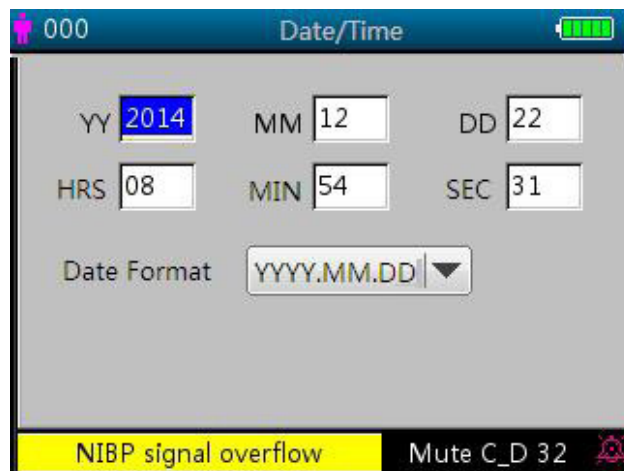 000 Date/Time
YY 2014 MM 12 DD 22
HRS 08 MIN 54 SEC 31
Date Format YYYY.MM.DD
NIBP signal overflow Mute C_D 32